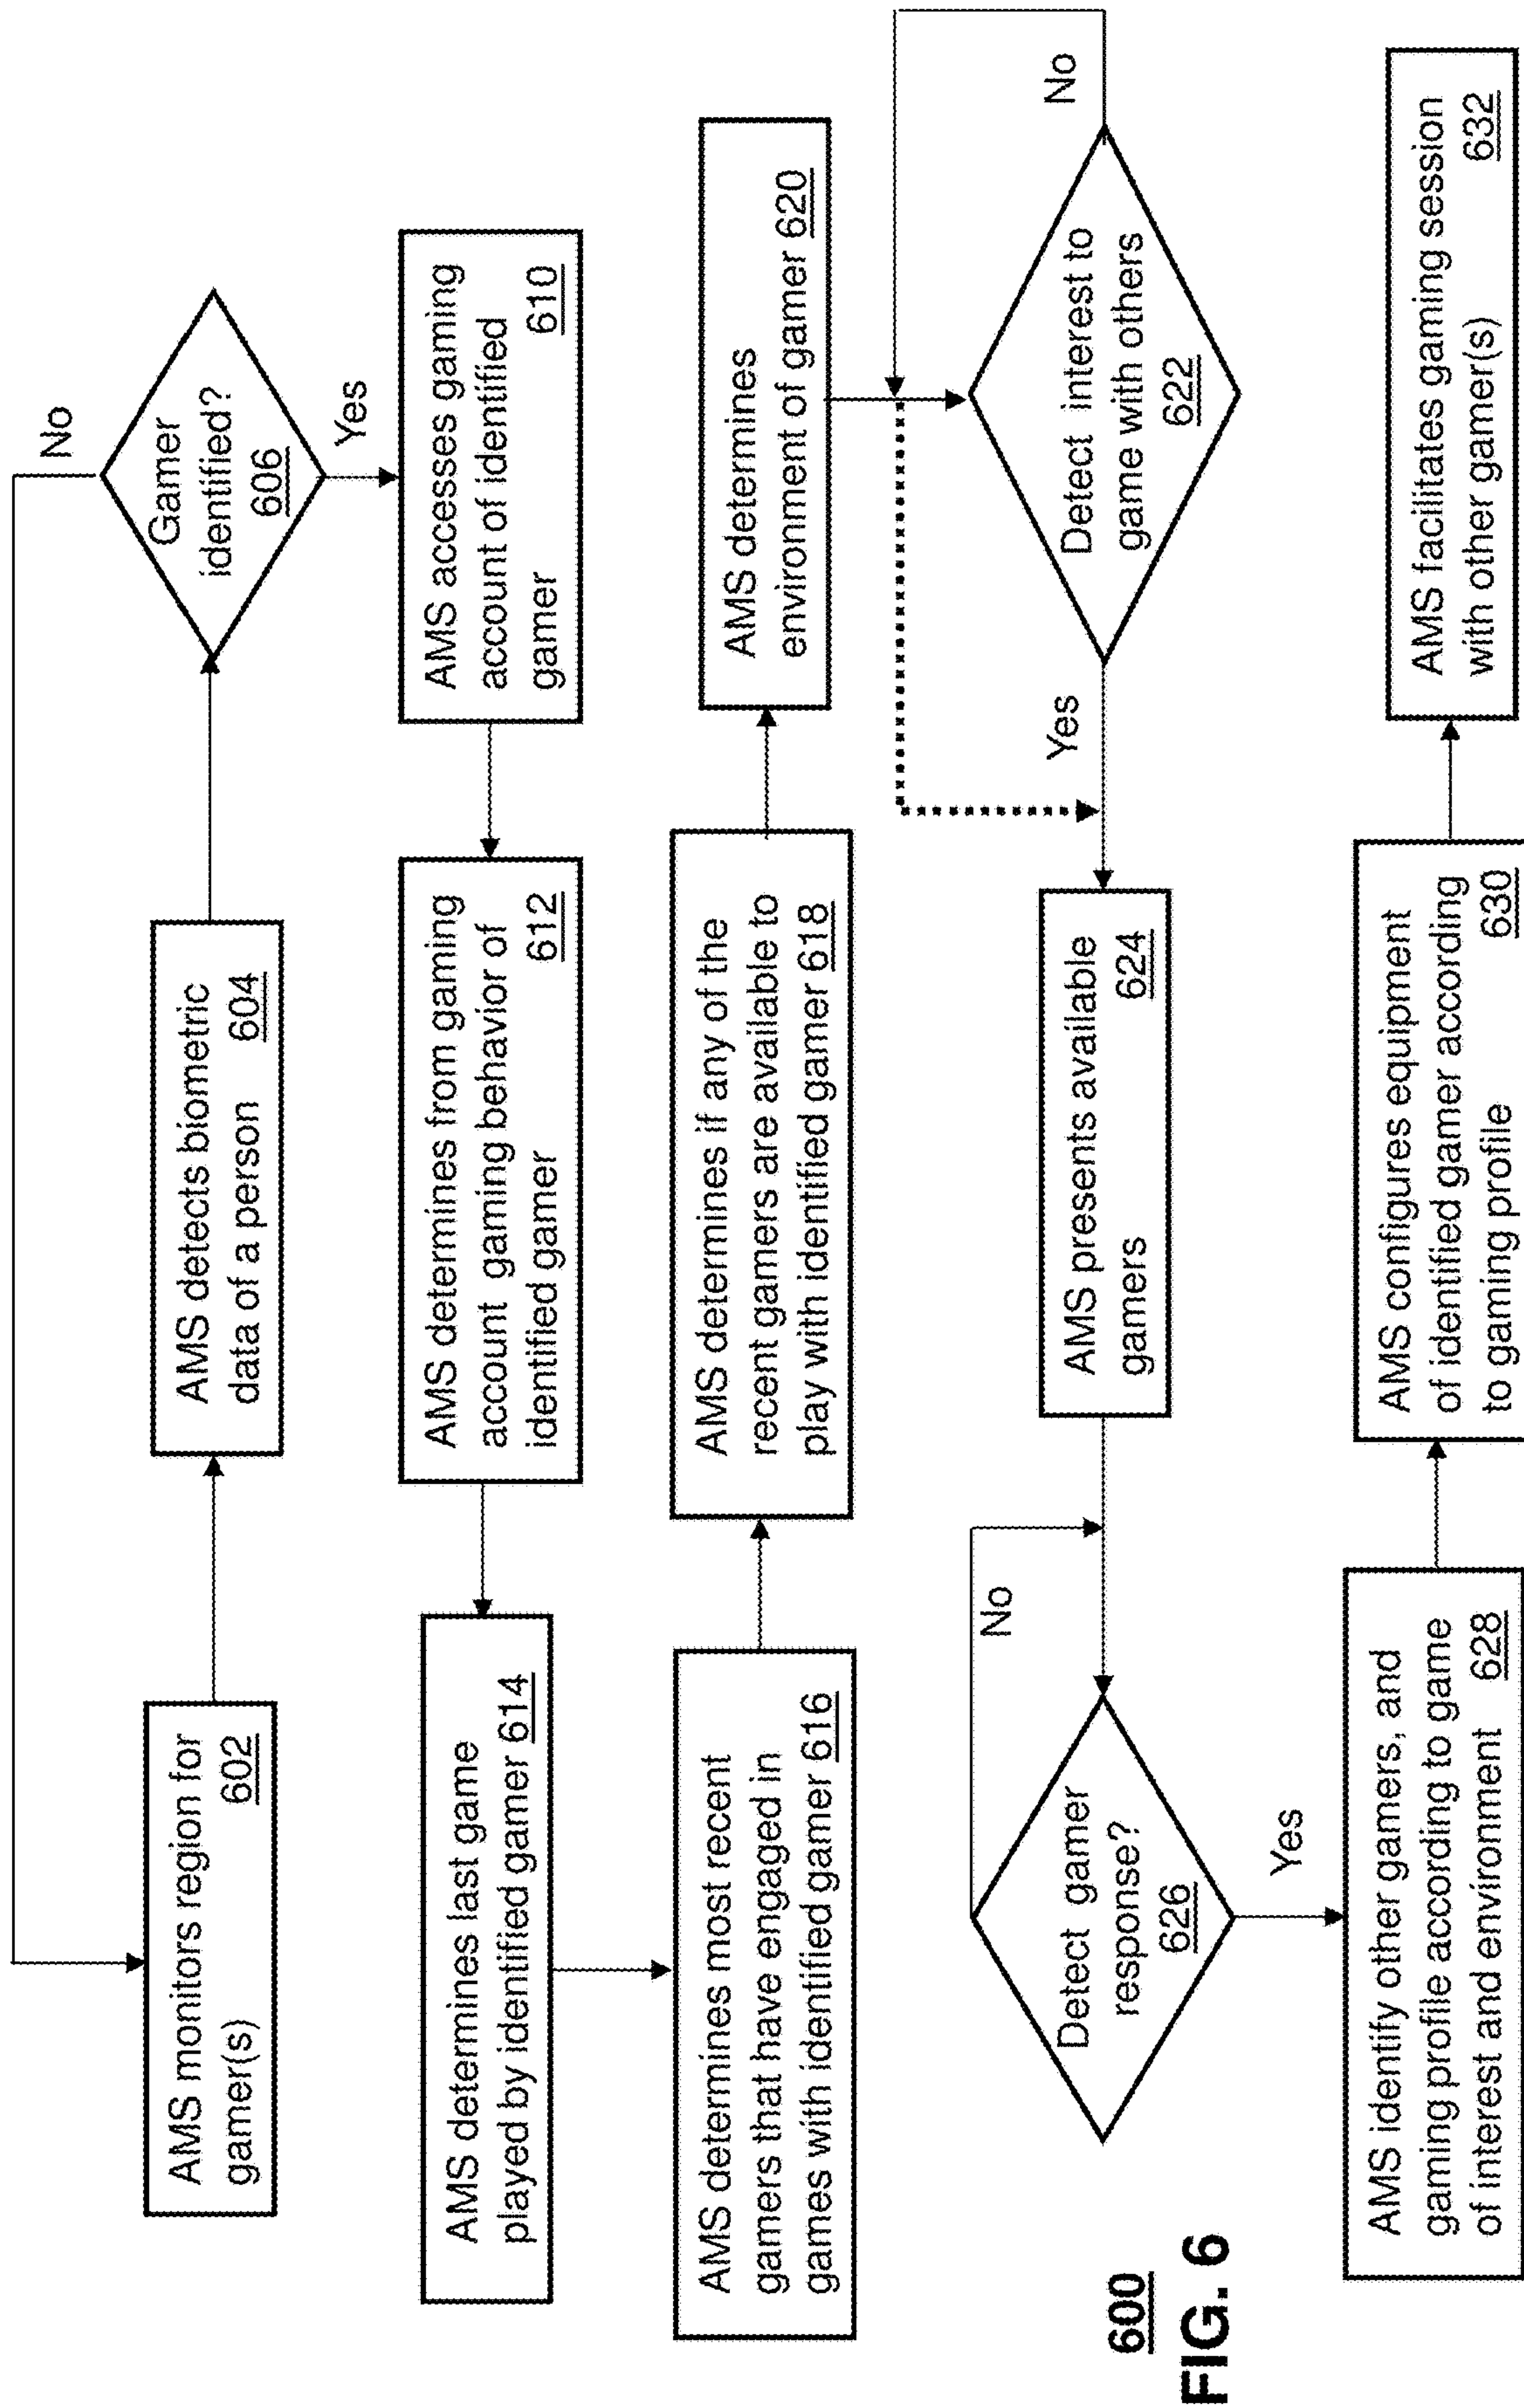 AMS monitors region for
gamer(s) 602
AMS detects biometric
data of a person 604
Gamer
identified?
606
No
Yes
AMS accesses gaming
account of identified
gamer 610
AMS determines from gaming
account gaming behavior of
identified gamer 612
AMS determines last game
played by identified gamer 614
AMS determines most recent
gamers that have engaged in
games with identified gamer 616
AMS determines if any of the
recent gamers are available to
play with identified gamer 618
AMS determines
environment of gamer 620
Detect interest to
game with others
622
No
Yes
AMS presents available
gamers 624
Detect gamer
response?
626
No
Yes
AMS identify other gamers, and
gaming profile according to game
of interest and environment 628
AMS configures equipment
of identified gamer according
to gaming profile 630
AMS facilitates gaming session
with other gamer(s) 632
600
FIG. 6